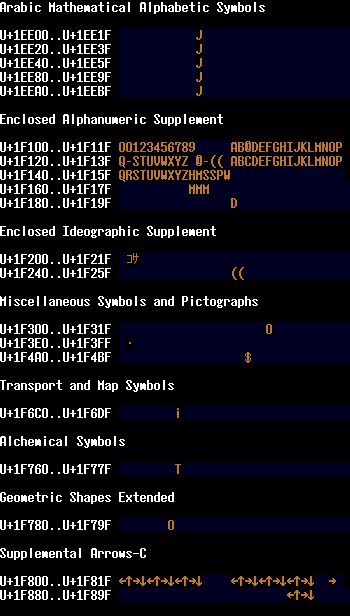 Arabic Mathematical Alphabetic Symbols
U+1EE00..U+1EE1F J
U+1EE20..U+1EE3F J
U+1EE40..U+1EE5F J
U+1EE80..U+1EE9F J
U+1EEA0..U+1EEBF J
Enclosed Alphanumeric Supplement
U+1F100..U+1F11F 00123456789 AB@DEFGHIJKLMNOP
U+1F120..U+1F13F Q-STUVWXYZ @-(( ABCDEFGHIJKLMNOP
U+1F140..U+1F15F QRSTUVWXYZHMSSPW
U+1F160..U+1F17F MMM
U+1F180..U+1F19F D
Enclosed Ideographic Supplement
U+1F200..U+1F21F ｺｻ
U+1F240..U+1F25F ((
Miscellaneous Symbols and Pictographs
U+1F300..U+1F31F O
U+1F3E0..U+1F3FF ·
U+1F4A0..U+1F4BF $
Transport and Map Symbols
U+1F6C0..U+1F6DF i
Alchemical Symbols
U+1F760..U+1F77F T
Geometric Shapes Extended
U+1F780..U+1F79F O
Supplemental Arrows-C
U+1F800..U+1F81F ←↑→↓←↑→↓←↑→↓ ←↑→↓←↑→↓←↑→↓ →
U+1F880..U+1F89F ←↑→↓